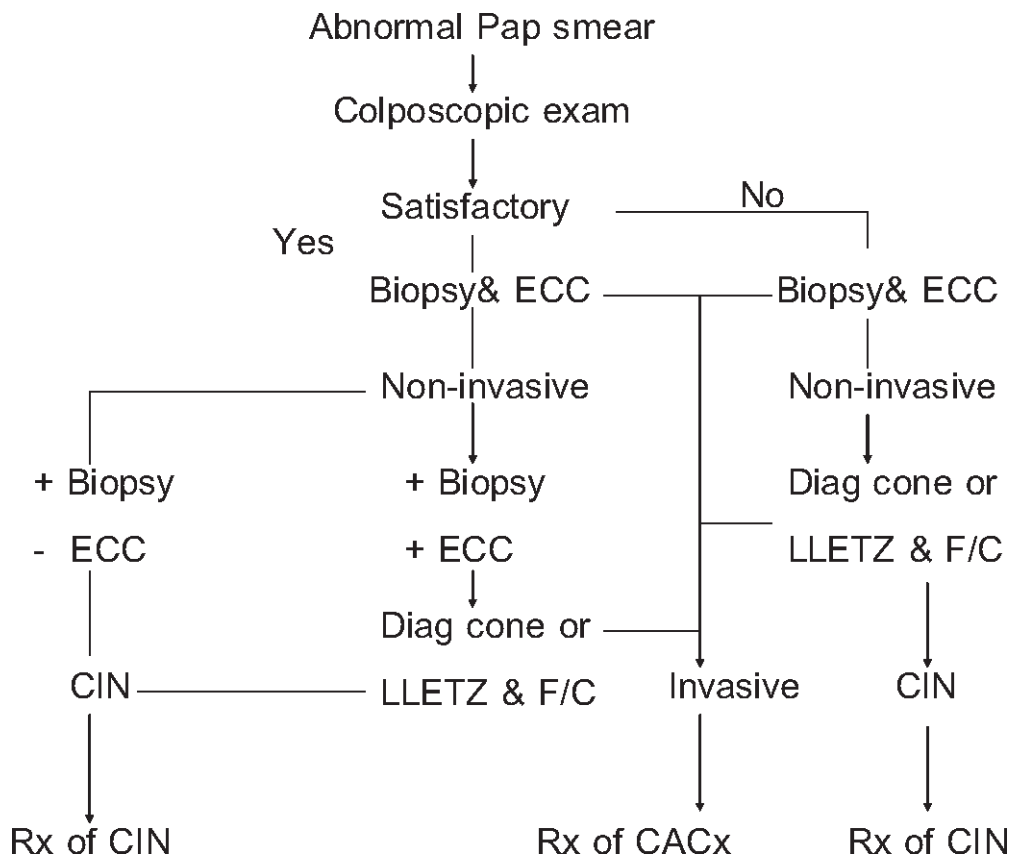 Abnormal Pap smear
Colposcopic exam
Satisfactory
No
Yes
Biopsy& ECC
Biopsy& ECC
Non-invasive
Non-invasive
+ Biopsy
+ Biopsy
Diag cone or
- ECC
+ ECC
LLETZ & F/C
Diag cone or
CIN
LLETZ & F/C
Invasive
CIN
Rx of CIN
Rx of CACx
Rx of CIN